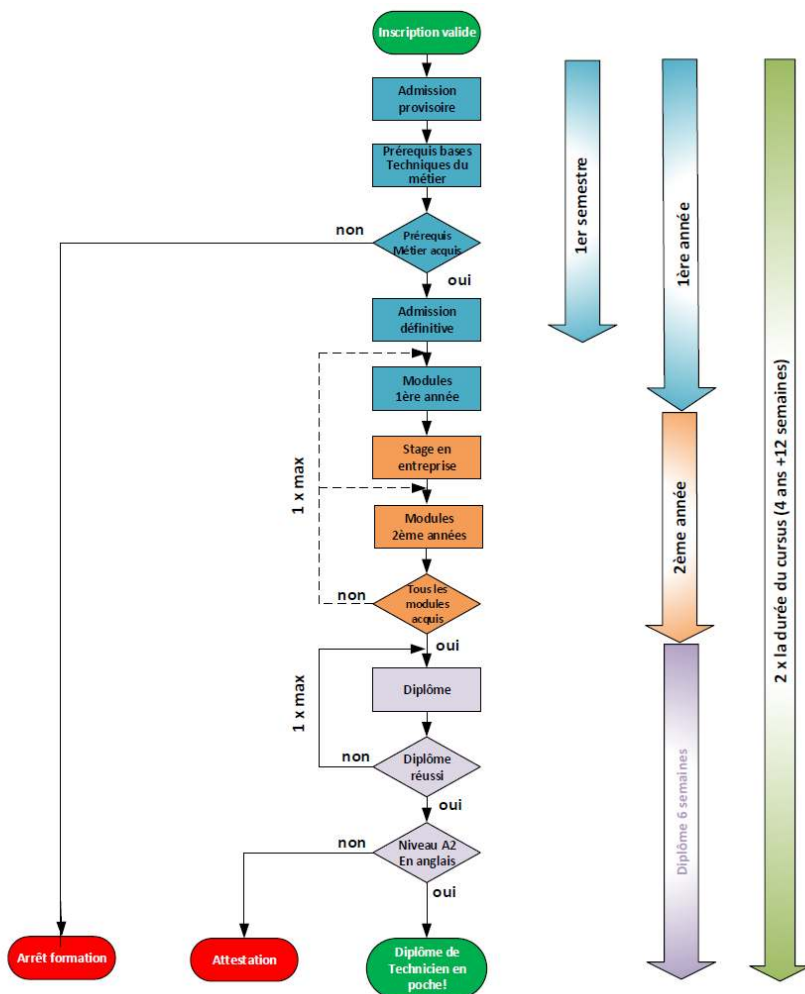 Inscription valide
Admission
provisoire
Prérequis bases
Techniques du
métier
non
Prérequis
Métier acquis
oui
Admission
définitive
Modules
1ère année
Stage en
entreprise
1 x max
Modules
2ème années
non
Tous les
modules
acquis
oui
Diplôme
1 x max
non
Diplôme
réussi
oui
non
Niveau A2
En anglais
oui
Arrêt formation
Attestation
Diplôme de
Technicien en
poche!
1er semestre
1ère année
2ème année
Diplôme 6 semaines
2 x la durée du cursus (4 ans +12 semaines)